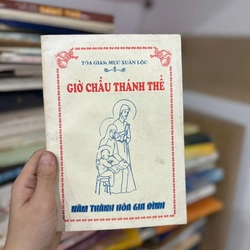 TÒA GIÁM MỤC XUÂN LỘC
GIỜ CHẦU THÁNH THỂ
NĂM THÁNH HÓA GIA ĐÌNH